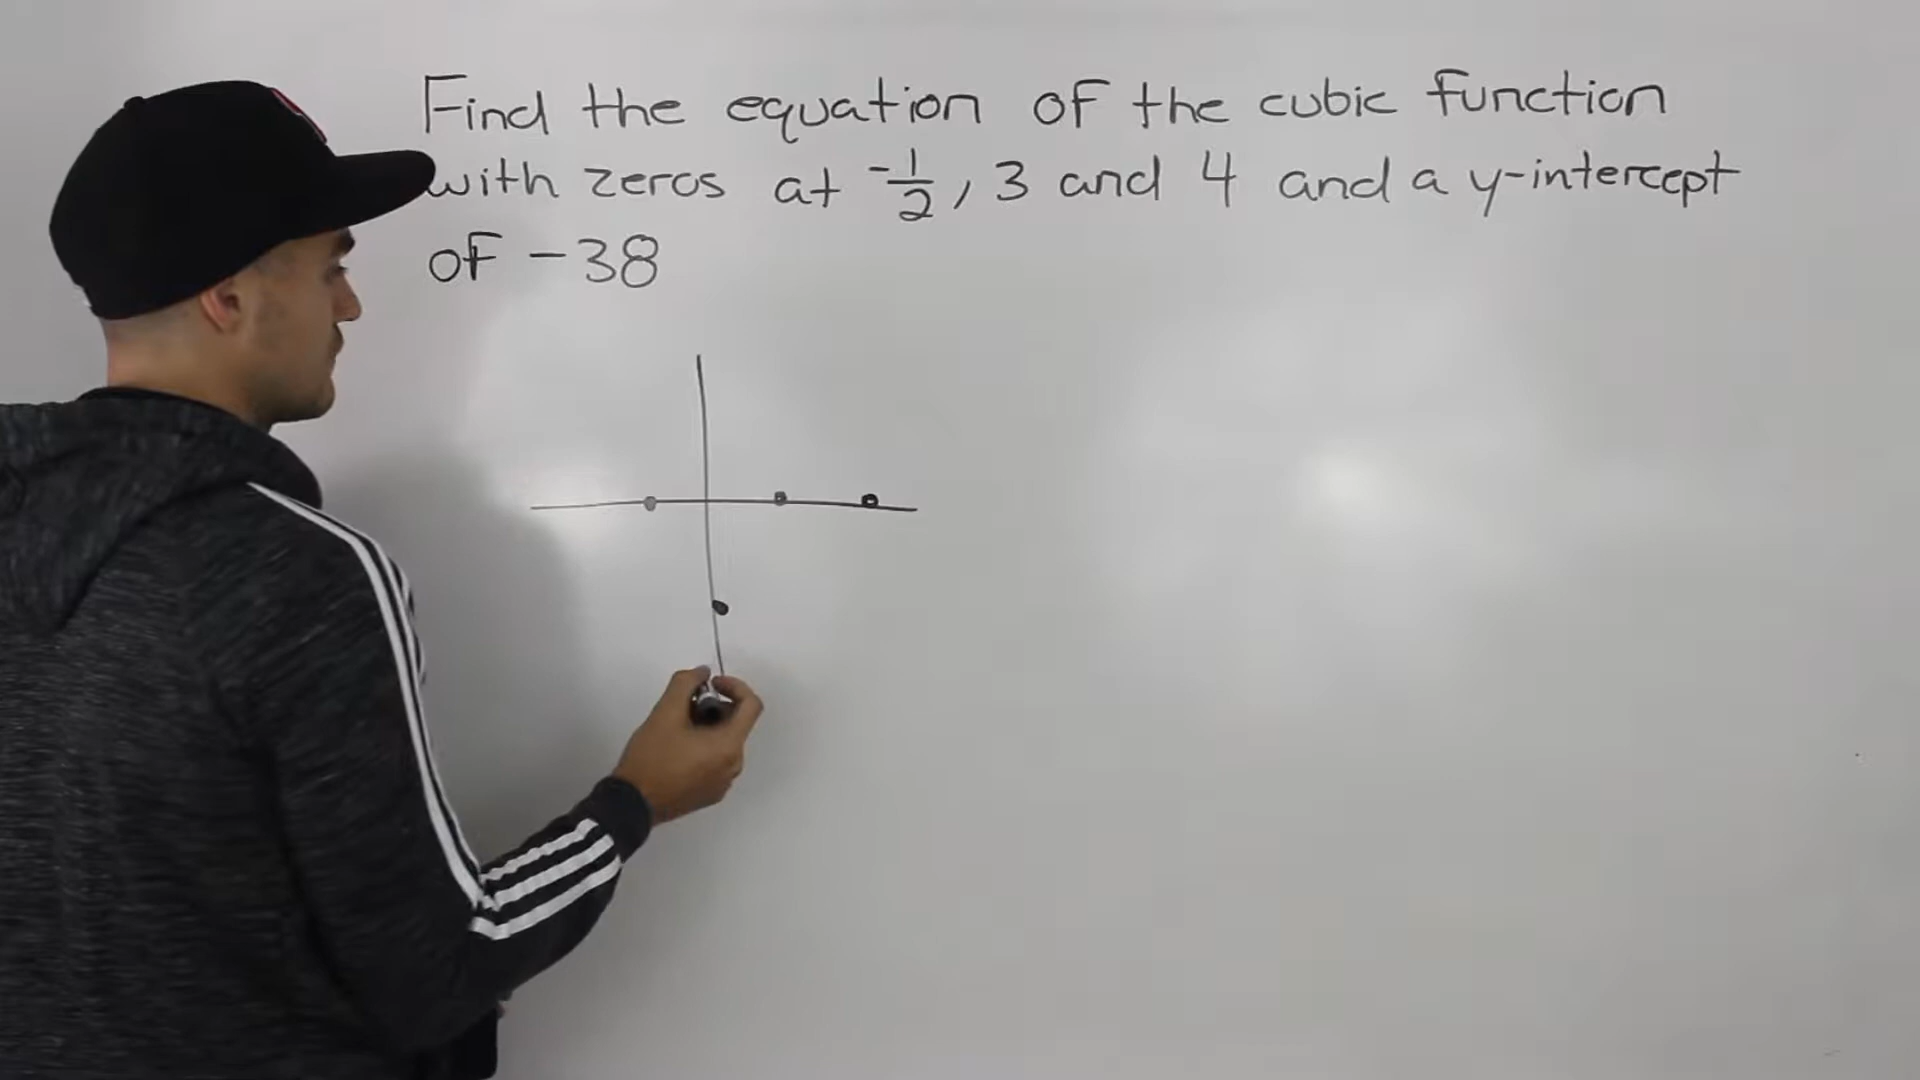 Find the equation of the cubic function
with zeros at -1/2, 3 and 4 and a y-intercept
of -38